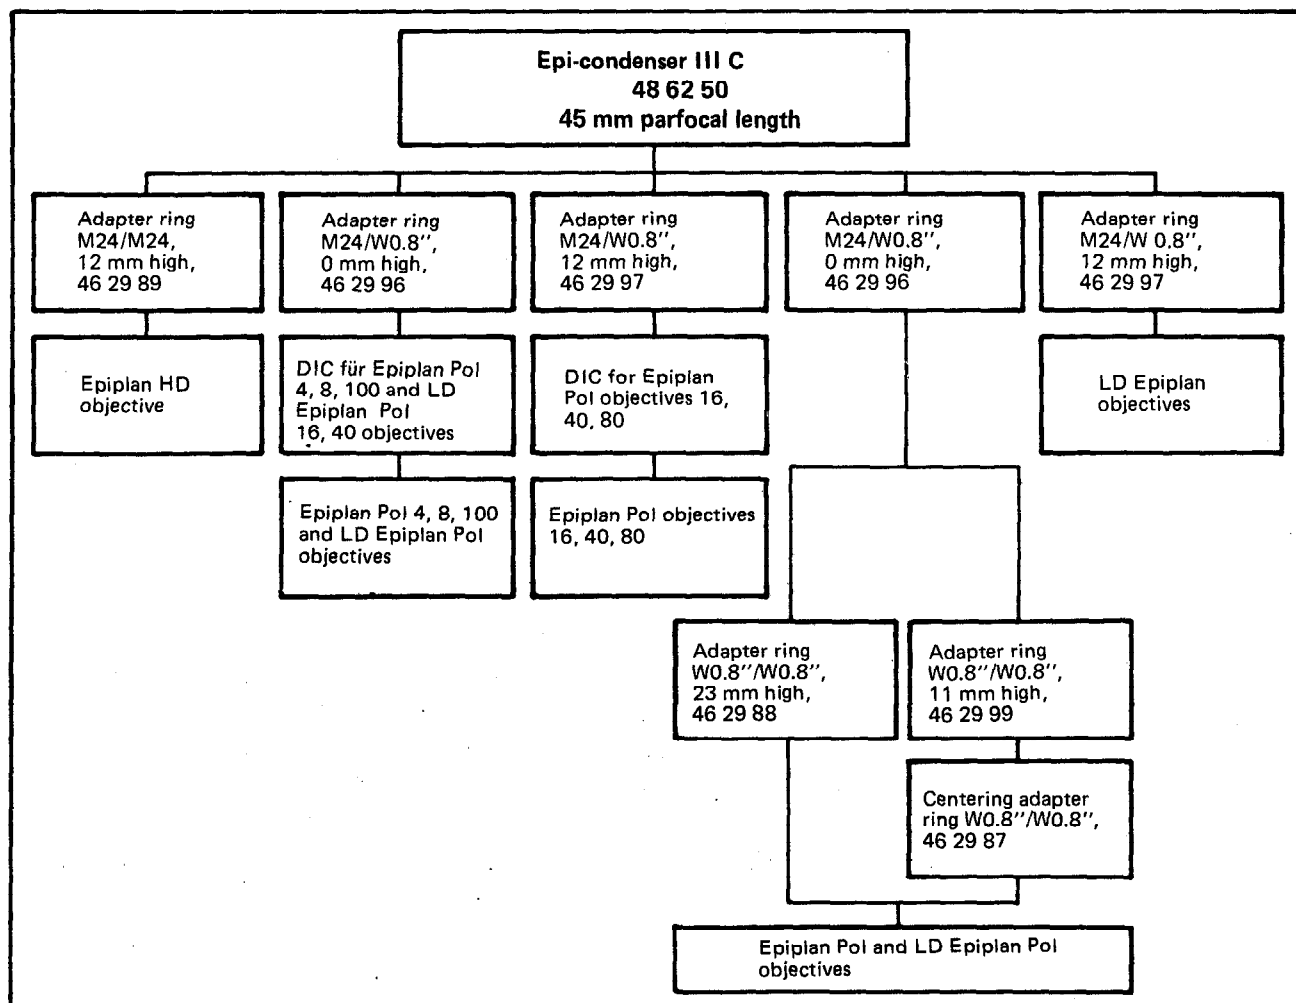 Epi-condenser III C
48 62 50
45 mm parfocal length
Adapter ring
M24/M24,
12 mm high,
46 29 89
Adapter ring
M24/W0.8′′,
0 mm high,
46 29 96
Adapter ring
M24/W0.8′′,
12 mm high,
46 29 97
Adapter ring
M24/W0.8′′,
0 mm high,
46 29 96
Adapter ring
M24/W 0.8′′,
12 mm high,
46 29 97
Epiplan HD
objective
DIC für Epiplan Pol
4, 8, 100 and LD
Epiplan Pol
16, 40 objectives
DIC for Epiplan
Pol objectives 16,
40, 80
LD Epiplan
objectives
Epiplan Pol 4, 8, 100
and LD Epiplan Pol
objectives
Epiplan Pol objectives
16, 40, 80
Adapter ring
W0.8′′/W0.8′′,
23 mm high,
46 29 88
Adapter ring
W0.8′′/W0.8′′,
11 mm high,
46 29 99
Centering adapter
ring W0.8′′/W0.8′′,
46 29 87
Epiplan Pol and LD Epiplan Pol
objectives